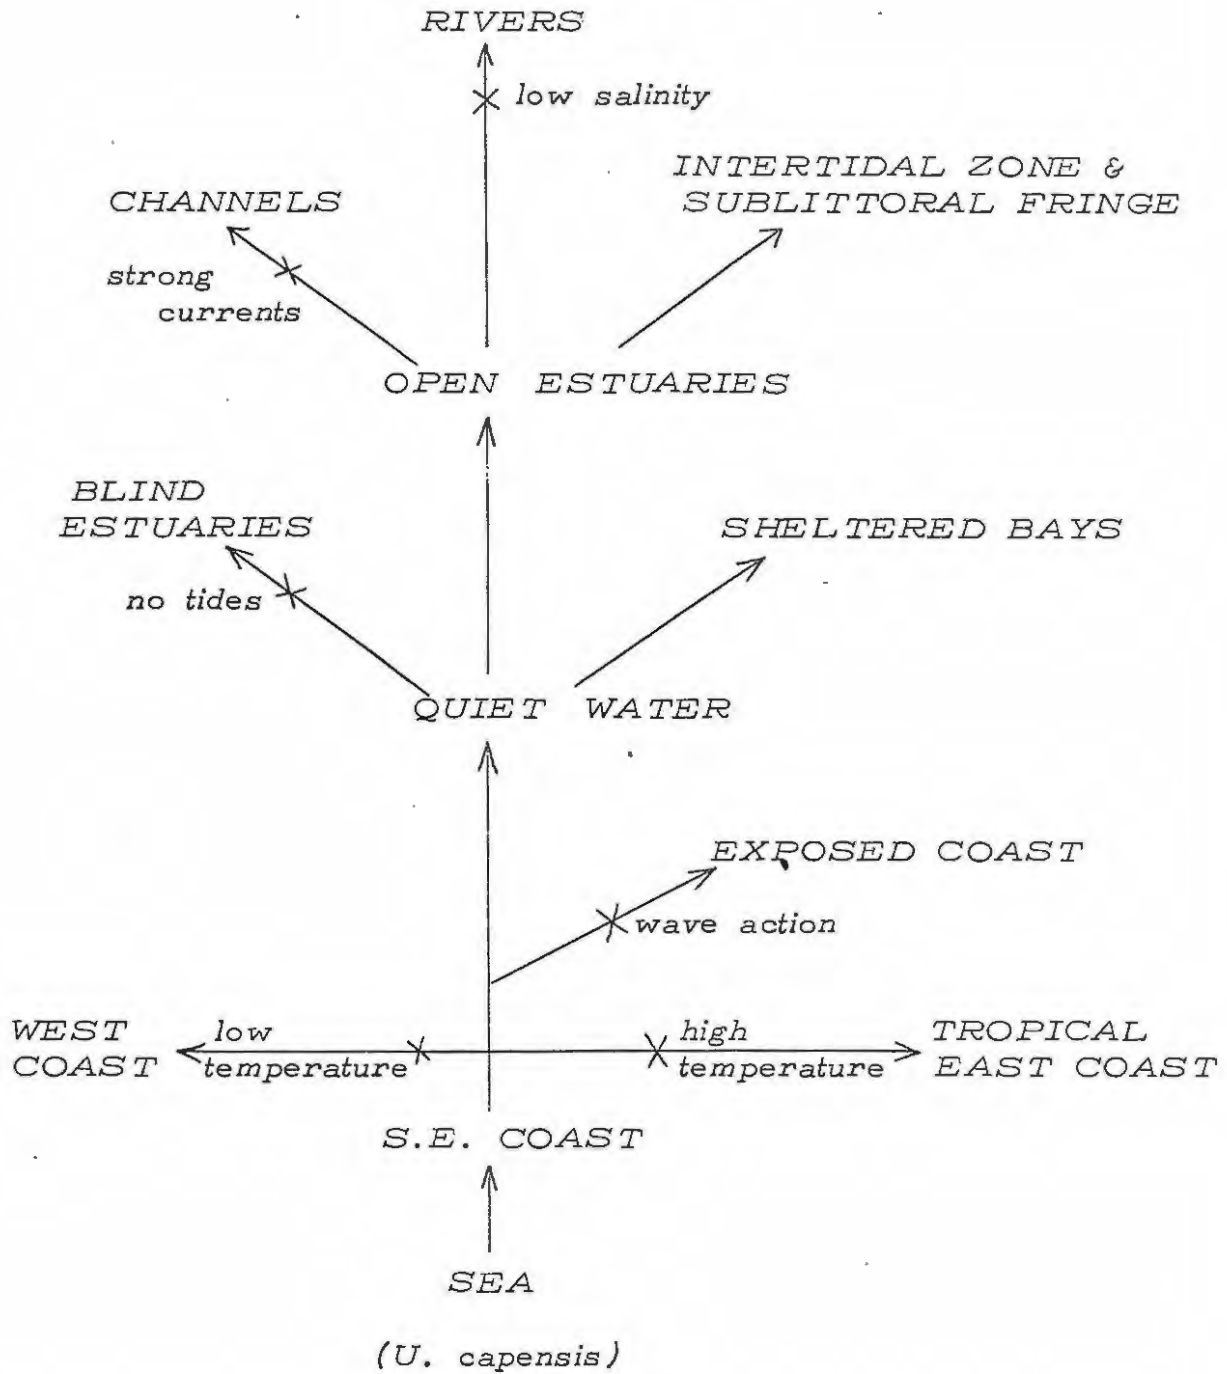 RIVERS
low salinity
INTERTIDAL ZONE &
SUBLITTORAL FRINGE
CHANNELS
strong
currents
OPEN ESTUARIES
BLIND
ESTUARIES
SHELTERED BAYS
no tides
QUIET WATER
EXPOSED COAST
wave action
WEST
COAST
low
temperature
high
temperature
TROPICAL
EAST COAST
S.E. COAST
SEA
(U. capensis)